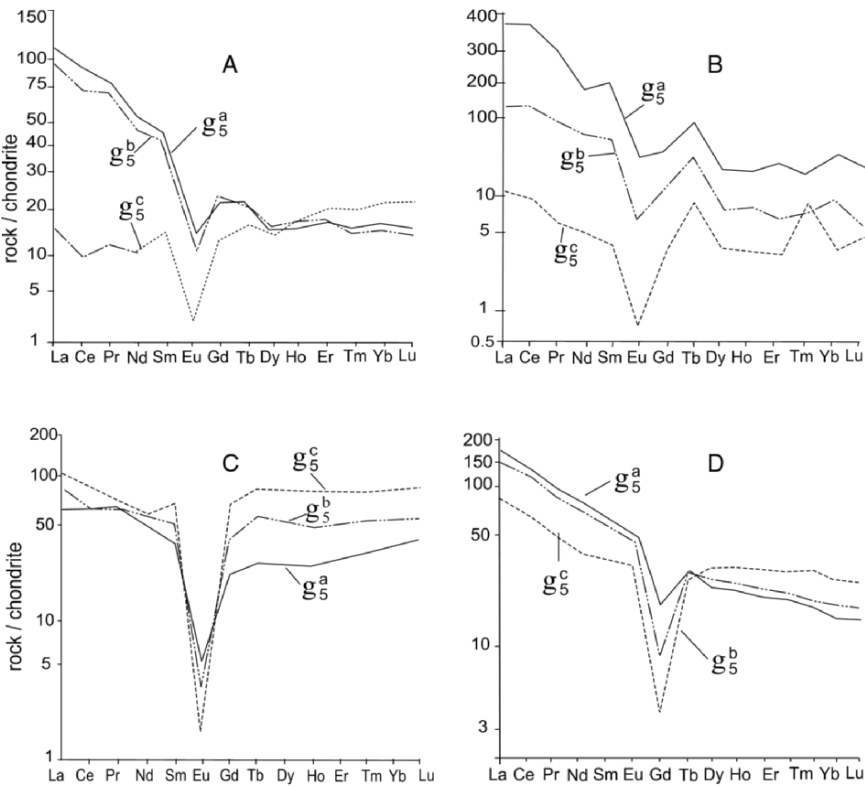 rock / chondrite
150
100
75
50
40
30
20
10
5
1
A
g₅ᵃ
g₅ᵇ
g₅ᶜ
La Ce Pr Nd Sm Eu Gd Tb Dy Ho Er Tm Yb Lu
400
300
200
100
10
5
1
0.5
B
g₅ᵃ
g₅ᵇ
g₅ᶜ
La Ce Pr Nd Sm Eu Gd Tb Dy Ho Er Tm Yb Lu
rock / chondrite
200
100
50
10
5
1
C
g₅ᶜ
g₅ᵇ
g₅ᵃ
La Ce Pr Nd Sm Eu Gd Tb Dy Ho Er Tm Yb Lu
200
150
100
50
10
3
D
g₅ᵃ
g₅ᶜ
g₅ᵇ
La Ce Pr Nd Sm Eu Gd Tb Dy Ho Er Tm Yb Lu